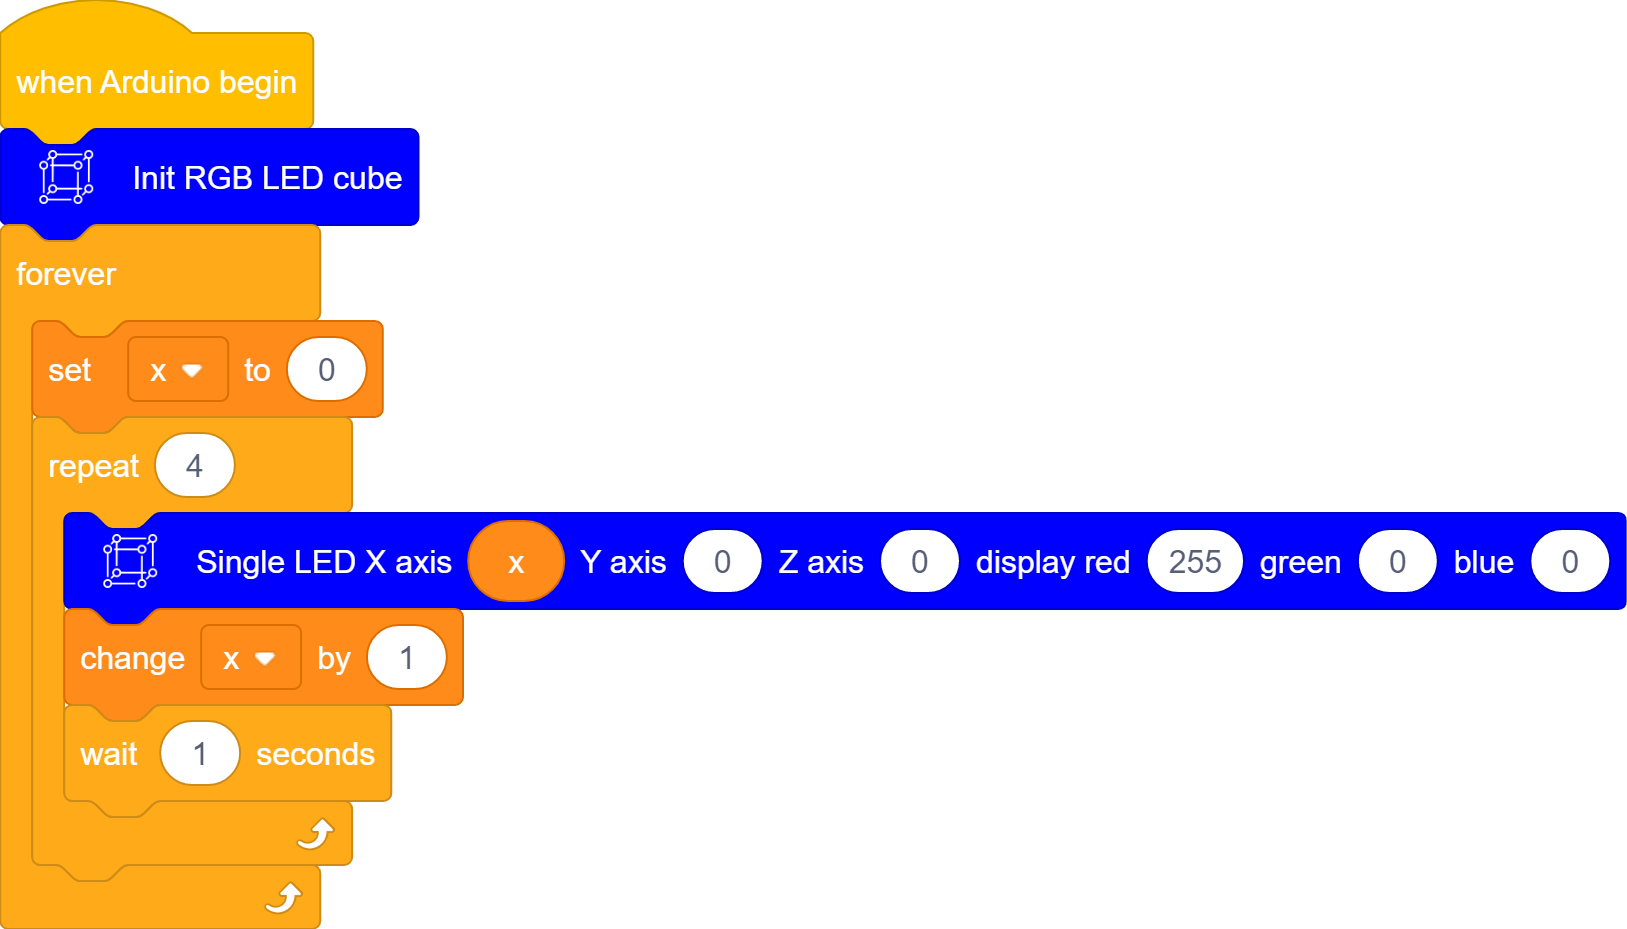 when Arduino begin
Init RGB LED cube
forever
set x to 0
repeat 4
Single LED X axis x Y axis 0 Z axis 0 display red 255 green 0 blue 0
change x by 1
wait 1 seconds